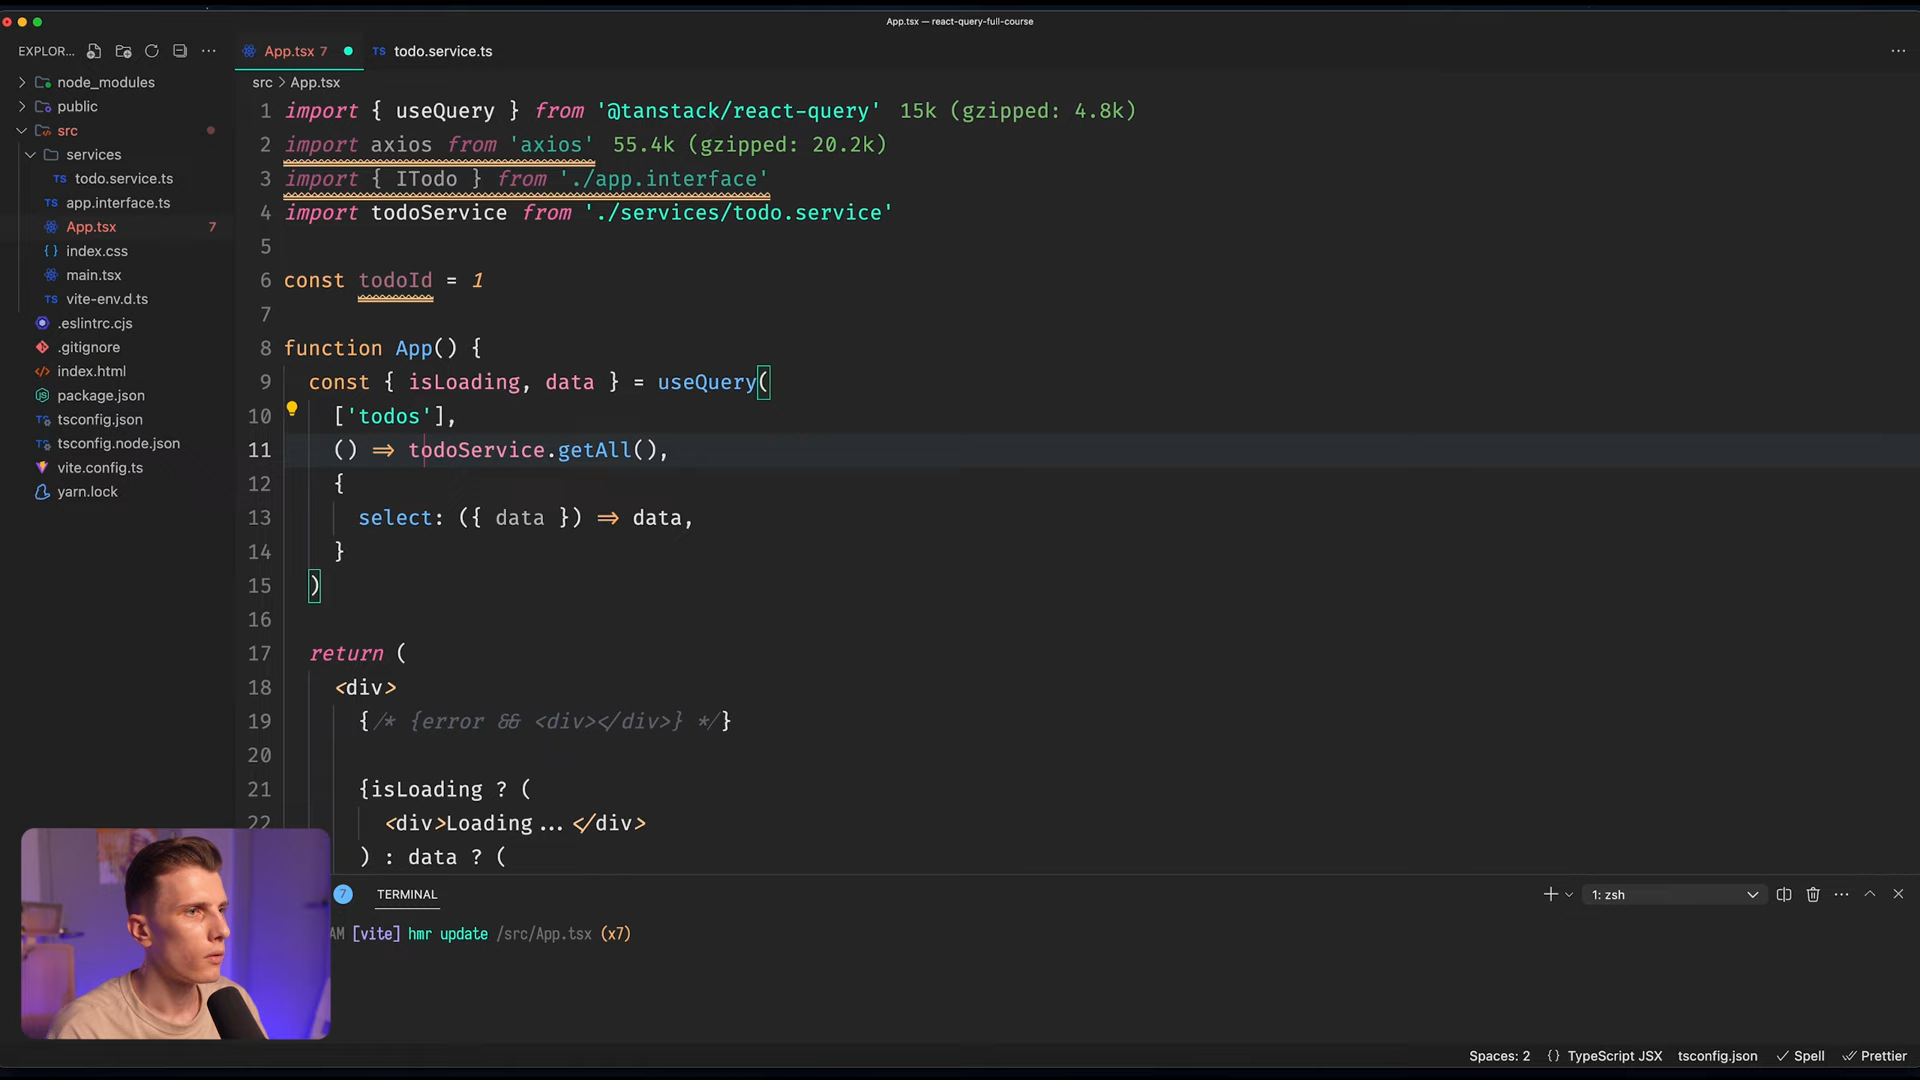 App.tsx — react-query-full-course
EXPLOR...
App.tsx 7
TS todo.service.ts
node_modules
public
src
services
TS todo.service.ts
TS app.interface.ts
App.tsx 7
{ } index.css
main.tsx
TS vite-env.d.ts
.eslintrc.cjs
.gitignore
index.html
package.json
tsconfig.json
tsconfig.node.json
vite.config.ts
yarn.lock
src > App.tsx
1 import { useQuery } from '@tanstack/react-query' 15k (gzipped: 4.8k)
2 import axios from 'axios' 55.4k (gzipped: 20.2k)
3 import { ITodo } from './app.interface'
4 import todoService from './services/todo.service'
5
6 const todoId = 1
7
8 function App() {
9 const { isLoading, data } = useQuery(
10 ['todos'],
11 () => todoService.getAll(),
12 {
13 select: ({ data }) => data,
14 }
15 )
16
17 return (
18 <div>
19 {/* {error && <div></div>} */}
20
21 {isLoading ? (
22 <div>Loading...</div>
) : data ? (
7 TERMINAL
1: zsh
AM [vite] hmr update /src/App.tsx (x7)
Spaces: 2 {} TypeScript JSX tsconfig.json ✓ Spell ✓✓ Prettier